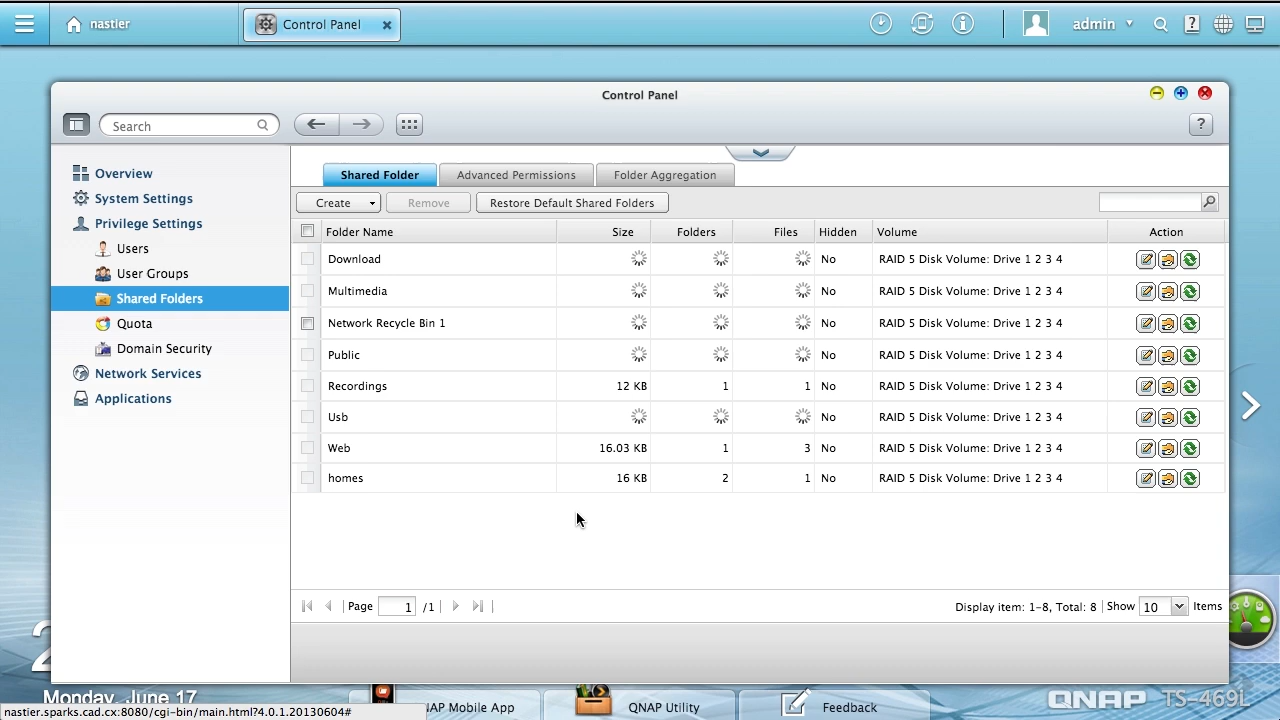 nastier
Control Panel
admin
Control Panel
Search
Overview
System Settings
Privilege Settings
Users
User Groups
Shared Folders
Quota
Domain Security
Network Services
Applications
Shared Folder Advanced Permissions Folder Aggregation
Create Remove Restore Default Shared Folders
Folder Name Size Folders Files Hidden Volume Action
Download No RAID 5 Disk Volume: Drive 1 2 3 4
Multimedia No RAID 5 Disk Volume: Drive 1 2 3 4
Network Recycle Bin 1 No RAID 5 Disk Volume: Drive 1 2 3 4
Public No RAID 5 Disk Volume: Drive 1 2 3 4
Recordings 12 KB 1 1 No RAID 5 Disk Volume: Drive 1 2 3 4
Usb No RAID 5 Disk Volume: Drive 1 2 3 4
Web 16.03 KB 1 3 No RAID 5 Disk Volume: Drive 1 2 3 4
homes 16 KB 2 1 No RAID 5 Disk Volume: Drive 1 2 3 4
Page 1 /1 Display item: 1-8, Total: 8 Show 10 Items
Monday, June 17
NAP Mobile App QNAP Utility Feedback
QNAP TS-469L
nastier.sparks.cad.cx:8080/cgi-bin/main.html?4.0.1.20130604#